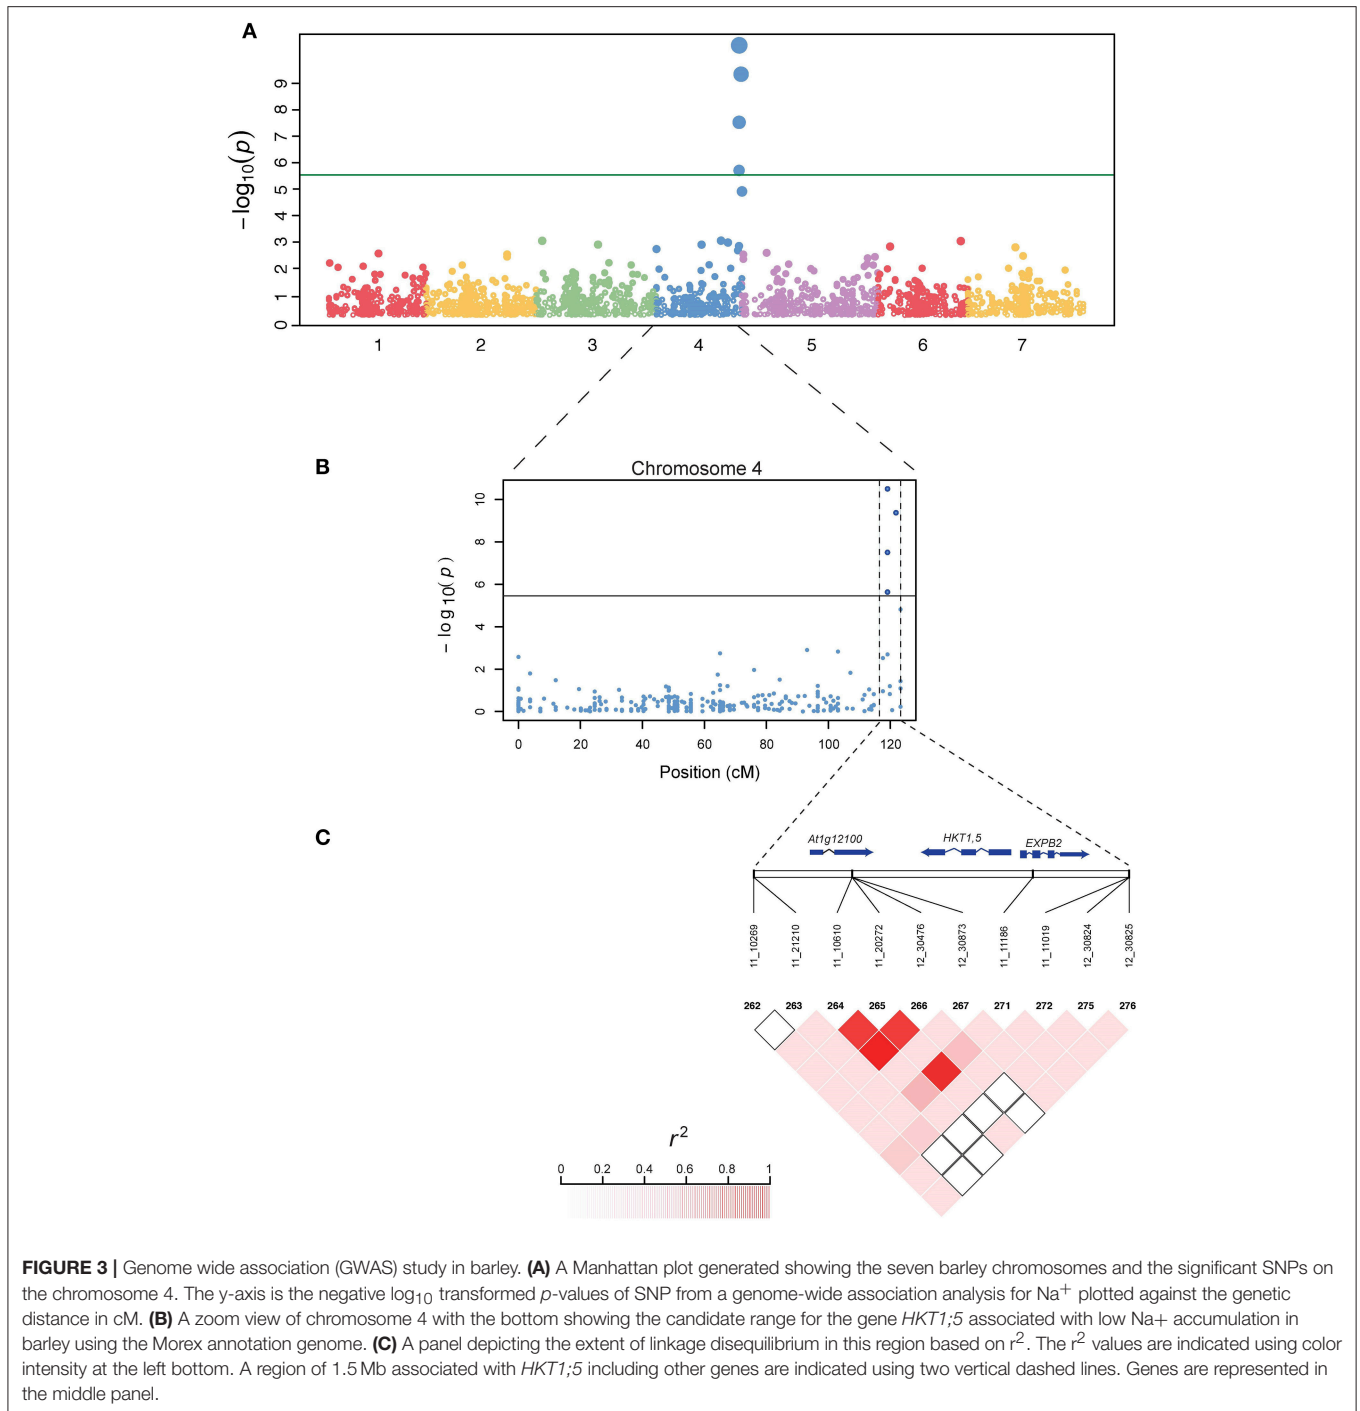 A
9
8
7
6
5
4
3
2
1
0
−log10(p)
1 2 3 4 5 6 7
B
Chromosome 4
10
8
6
4
2
0
− log10(p)
0 20 40 60 80 100 120
Position (cM)
C
At1g12100 HKT1,5 EXPB2
11_10269 11_21210 11_10610 11_20272 12_30476 12_30873 11_11186 11_11019 12_30824 12_30825
262 263 264 265 266 267 271 272 275 276
r²
0 0.2 0.4 0.6 0.8 1
FIGURE 3 | Genome wide association (GWAS) study in barley. (A) A Manhattan plot generated showing the seven barley chromosomes and the significant SNPs on
the chromosome 4. The y-axis is the negative log10 transformed p-values of SNP from a genome-wide association analysis for Na+ plotted against the genetic
distance in cM. (B) A zoom view of chromosome 4 with the bottom showing the candidate range for the gene HKT1;5 associated with low Na+ accumulation in
barley using the Morex annotation genome. (C) A panel depicting the extent of linkage disequilibrium in this region based on r². The r² values are indicated using color
intensity at the left bottom. A region of 1.5 Mb associated with HKT1;5 including other genes are indicated using two vertical dashed lines. Genes are represented in
the middle panel.